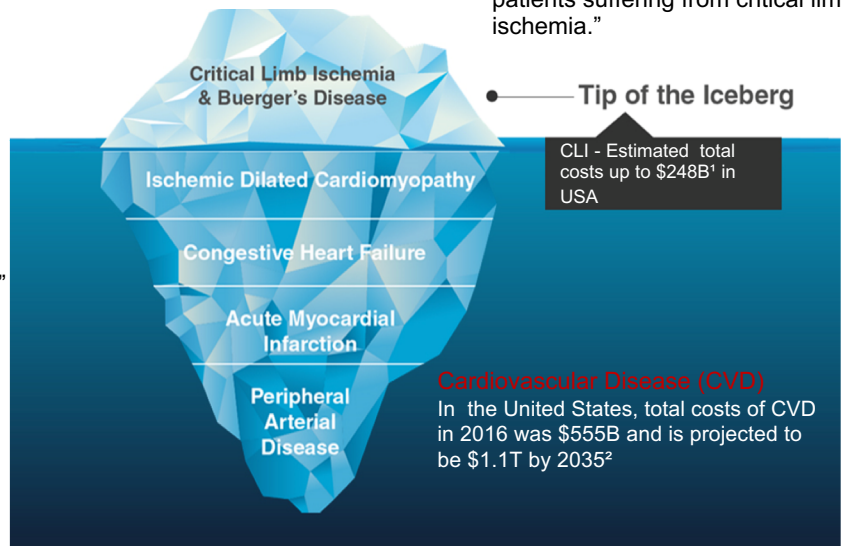 patients suffering from critical lim
ischemia.”
Critical Limb Ischemia
& Buerger's Disease
Tip of the Iceberg
CLI - Estimated total
costs up to $248B¹ in
USA
Ischemic Dilated Cardiomyopathy
Congestive Heart Failure
”
Acute Myocardial
Infarction
Peripheral
Arterial
Disease
Cardiovascular Disease (CVD)
In the United States, total costs of CVD
in 2016 was $555B and is projected to
be $1.1T by 2035²